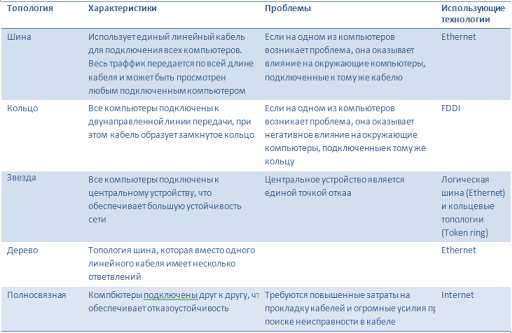 Топология Характеристики Проблемы Использующие
технологии
Шина Использует единый линейный кабель Если на одном из компьютеров Ethernet
для подключения всех компьютеров. возникает проблема, она оказывает
Весь траффик передается по всей длине влияние на окружающие компьютеры,
кабеля и может быть просмотрен подключенные к тому же кабелю
любым подключенным компьютером
Кольцо Все компьютеры подключены к Если на одном из компьютеров FDDI
двунаправленной линии передачи, при возникает проблема, она оказывает
этом кабель образует замкнутое кольцо негативное влияние на окружающие
компьютеры, подключенные к тому же
кольцу
Звезда Все компьютеры подключены к Центральное устройство является Логическая
центральному устройству, что единой точкой отказа шина (Ethernet)
обеспечивает большую устойчивость и кольцевые
сети топологии
(Token ring)
Дерево Топология шина, которая вместо одного Ethernet
линейного кабеля имеет несколько
ответвлений
Полносвязная Компбютеры подключены друг к другу, чт Требуются повышенные затраты на Internet
обеспечивает отказоустойчивость прокладку кабелей и огромные усилия пр
поиске неисправности в кабеле